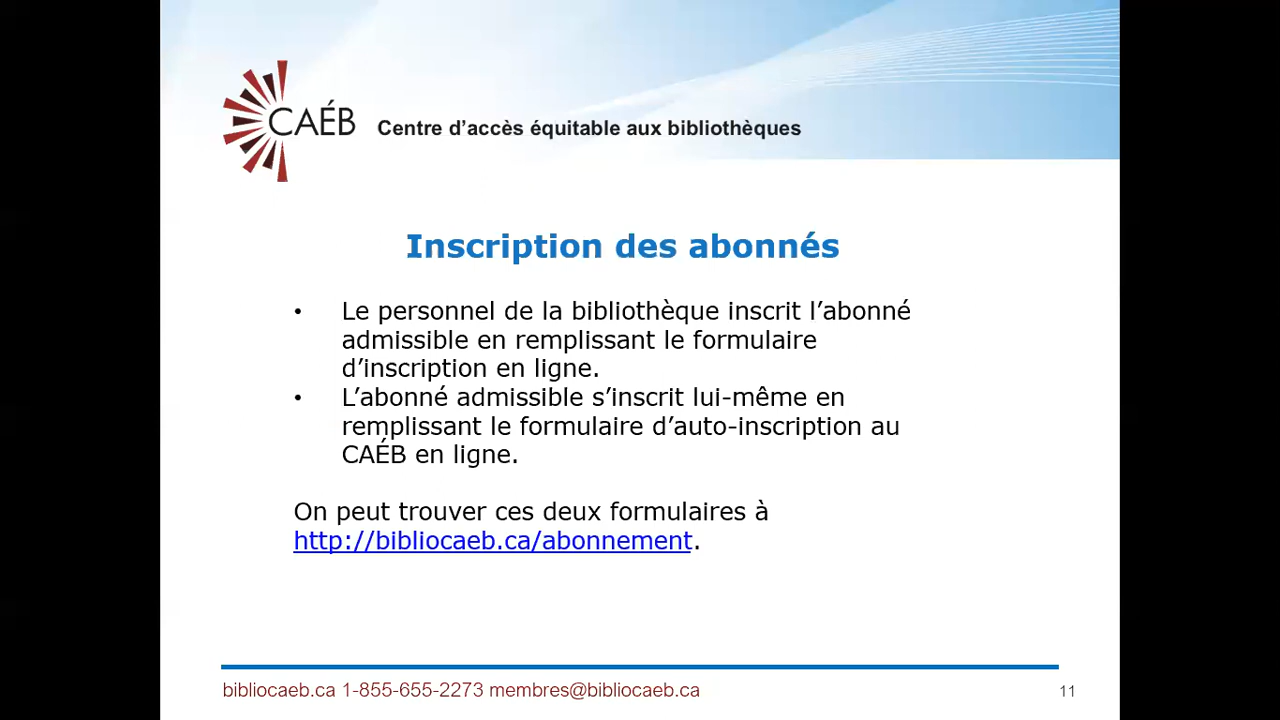 CAÉB
Centre d’accès équitable aux bibliothèques
Inscription des abonnés
• Le personnel de la bibliothèque inscrit l’abonné
admissible en remplissant le formulaire
d’inscription en ligne.
• L’abonné admissible s’inscrit lui-même en
remplissant le formulaire d’auto-inscription au
CAÉB en ligne.
On peut trouver ces deux formulaires à
http://bibliocaeb.ca/abonnement.
bibliocaeb.ca 1-855-655-2273 membres@bibliocaeb.ca
11